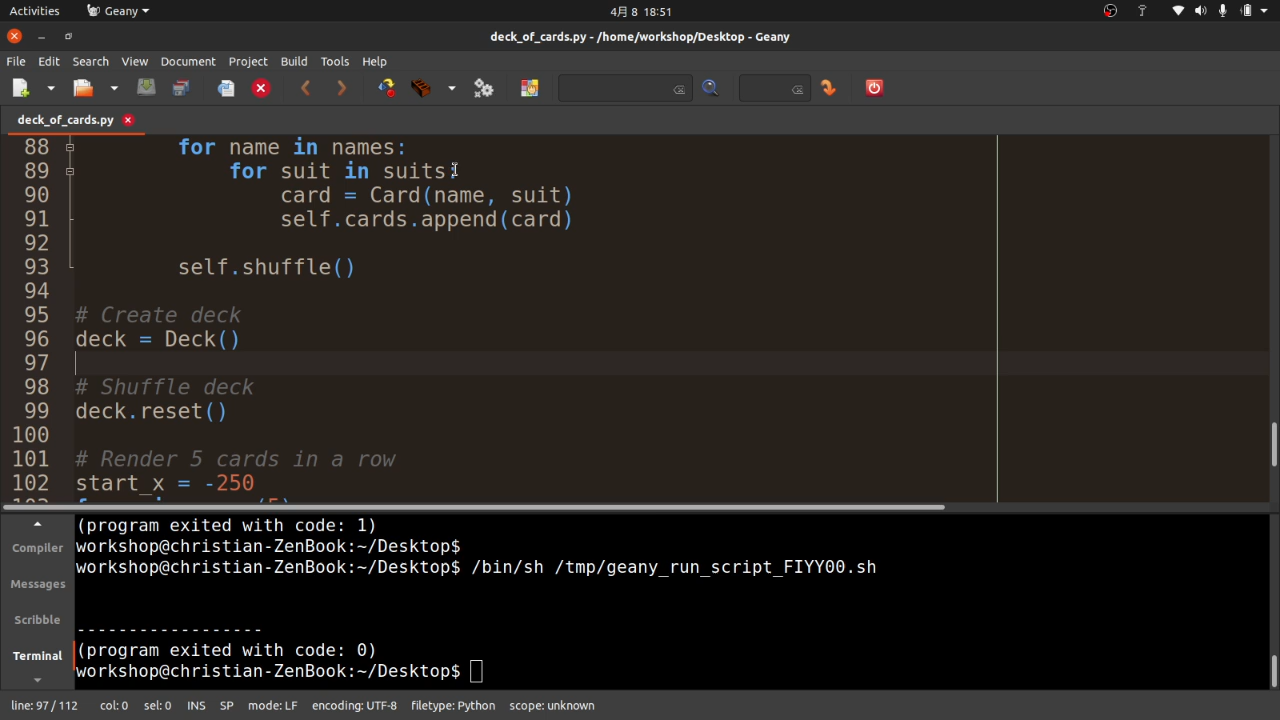 Activities
Geany
4月 8 18:51
deck_of_cards.py - /home/workshop/Desktop - Geany
File Edit Search View Document Project Build Tools Help
deck_of_cards.py
88 for name in names:
89 for suit in suits:
90 card = Card(name, suit)
91 self.cards.append(card)
92
93 self.shuffle()
94
95 # Create deck
96 deck = Deck()
97
98 # Shuffle deck
99 deck.reset()
100
101 # Render 5 cards in a row
102 start_x = -250
Compiler
Messages
Scribble
Terminal
(program exited with code: 1)
workshop@christian-ZenBook:~/Desktop$
workshop@christian-ZenBook:~/Desktop$ /bin/sh /tmp/geany_run_script_FIYY00.sh
------------------
(program exited with code: 0)
workshop@christian-ZenBook:~/Desktop$
line: 97 / 112 col: 0 sel: 0 INS SP mode: LF encoding: UTF-8 filetype: Python scope: unknown